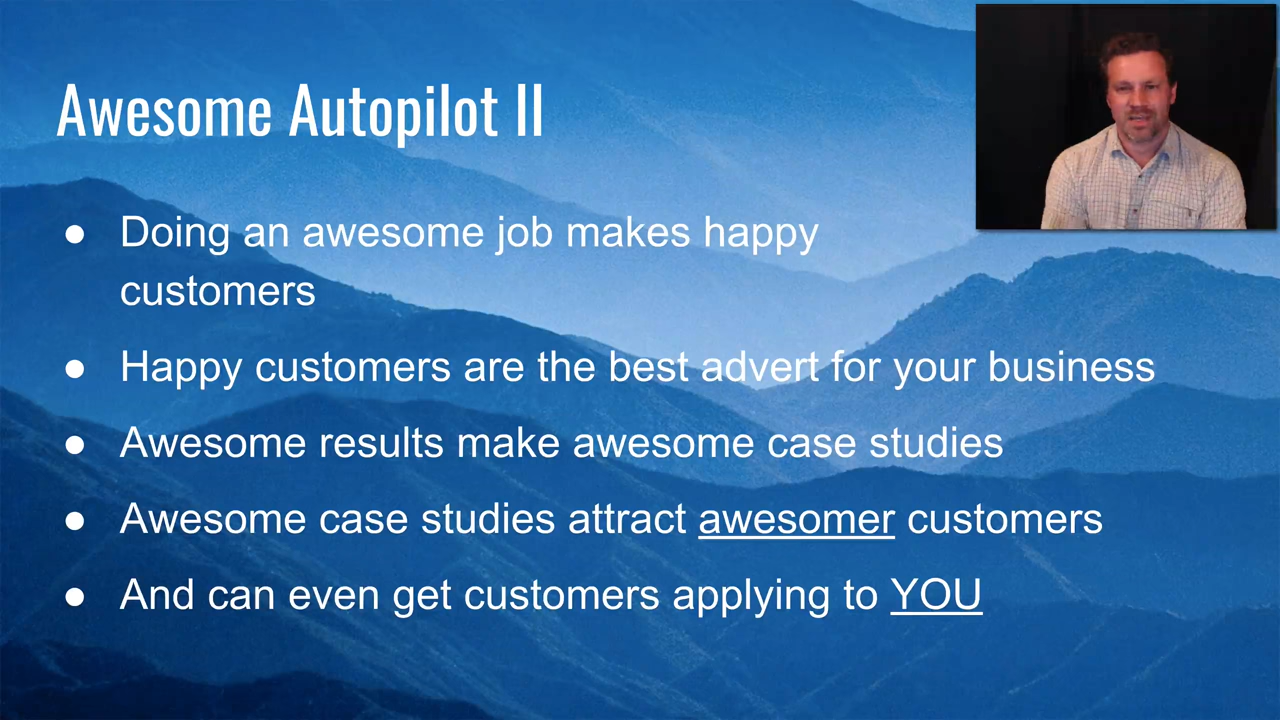 Awesome Autopilot II
● Doing an awesome job makes happy
customers
● Happy customers are the best advert for your business
● Awesome results make awesome case studies
● Awesome case studies attract awesomer customers
● And can even get customers applying to YOU